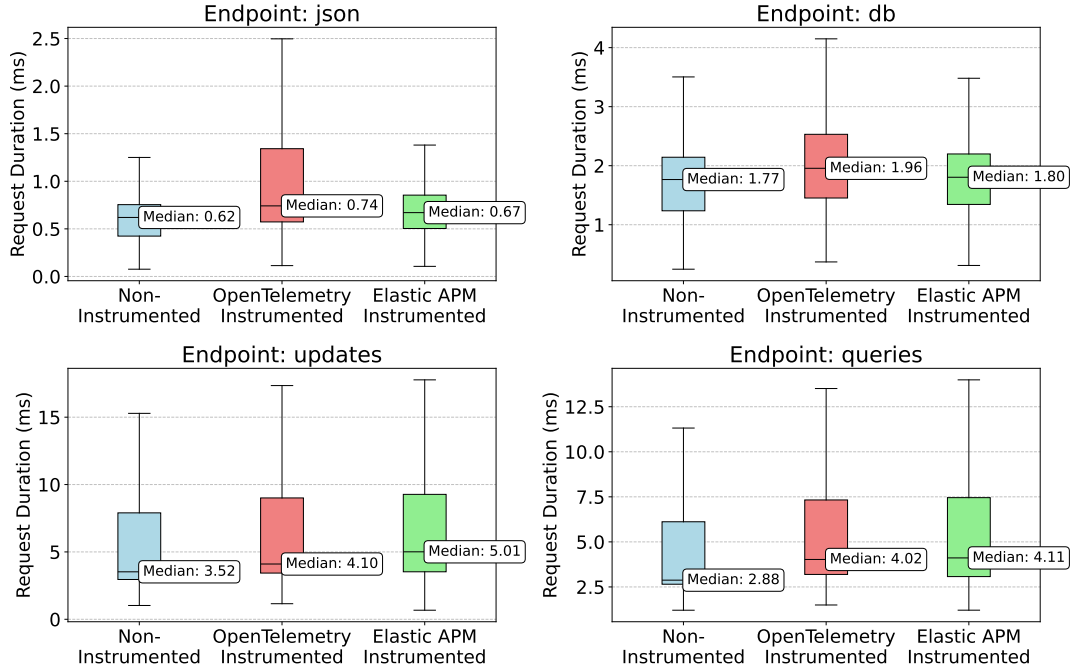 Endpoint: json
Request Duration (ms)
2.5
2.0
1.5
1.0
0.5
0.0
Median: 0.62
Median: 0.74
Median: 0.67
Non-
Instrumented
OpenTelemetry
Instrumented
Elastic APM
Instrumented
Endpoint: db
Request Duration (ms)
4
3
2
1
Median: 1.77
Median: 1.96
Median: 1.80
Non-
Instrumented
OpenTelemetry
Instrumented
Elastic APM
Instrumented
Endpoint: updates
Request Duration (ms)
15
10
5
0
Median: 3.52
Median: 4.10
Median: 5.01
Non-
Instrumented
OpenTelemetry
Instrumented
Elastic APM
Instrumented
Endpoint: queries
Request Duration (ms)
12.5
10.0
7.5
5.0
2.5
Median: 2.88
Median: 4.02
Median: 4.11
Non-
Instrumented
OpenTelemetry
Instrumented
Elastic APM
Instrumented